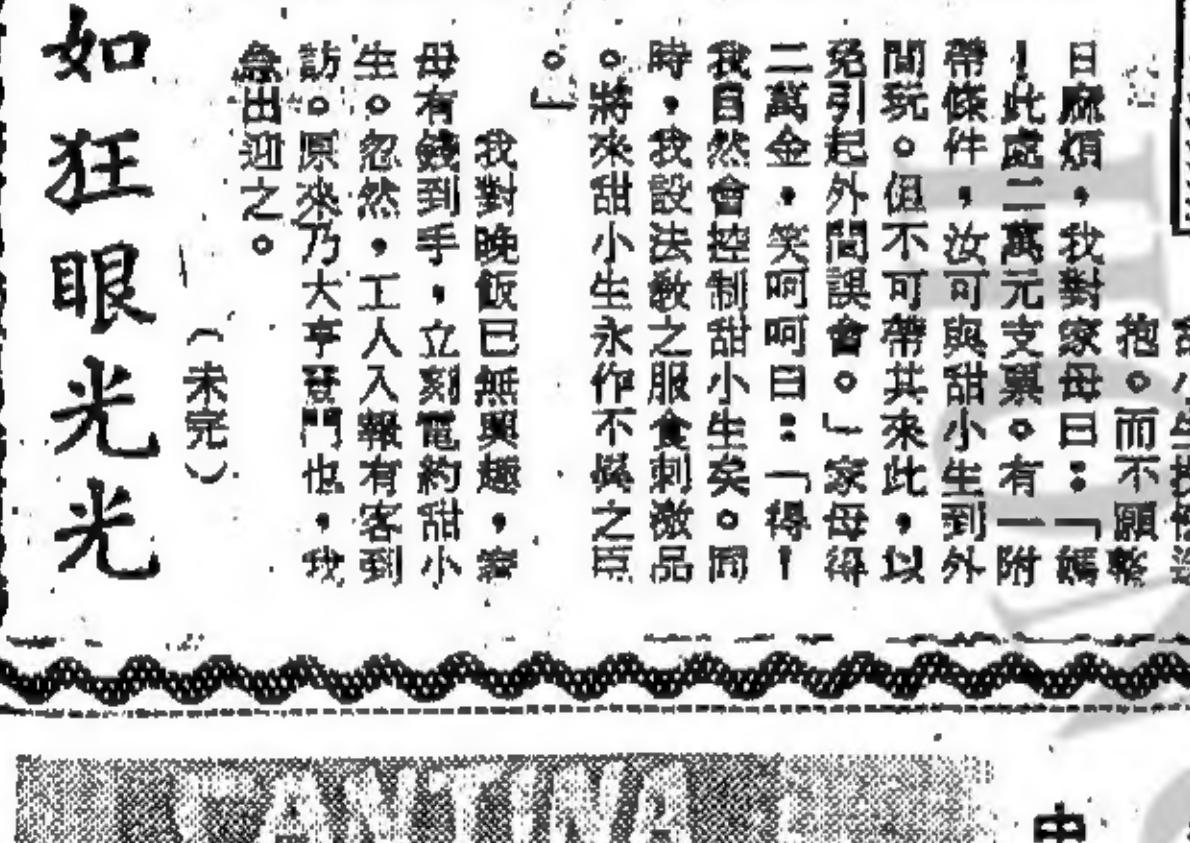 抱。而不願
日麻煩,我對家母曰:「媽
!此處二萬元支票。有一附
帶條件,汝可與甜小生到外
間玩。但不可帶其來此,以
免引起外間誤會。」家母得
二萬金,笑呵呵曰:「得!
我自然會控制甜小生矣。同
時,我設法敎之服食刺激品
。將來甜小生永作不貳之臣
。」
我對晚飯已無興趣,家
母有錢到手,立刻電約甜小
生。忽然,工人入報有客到
訪。原來乃大亨登門也,我
急出迎之。
(未完)
如狂眼光光
CANTINA
中